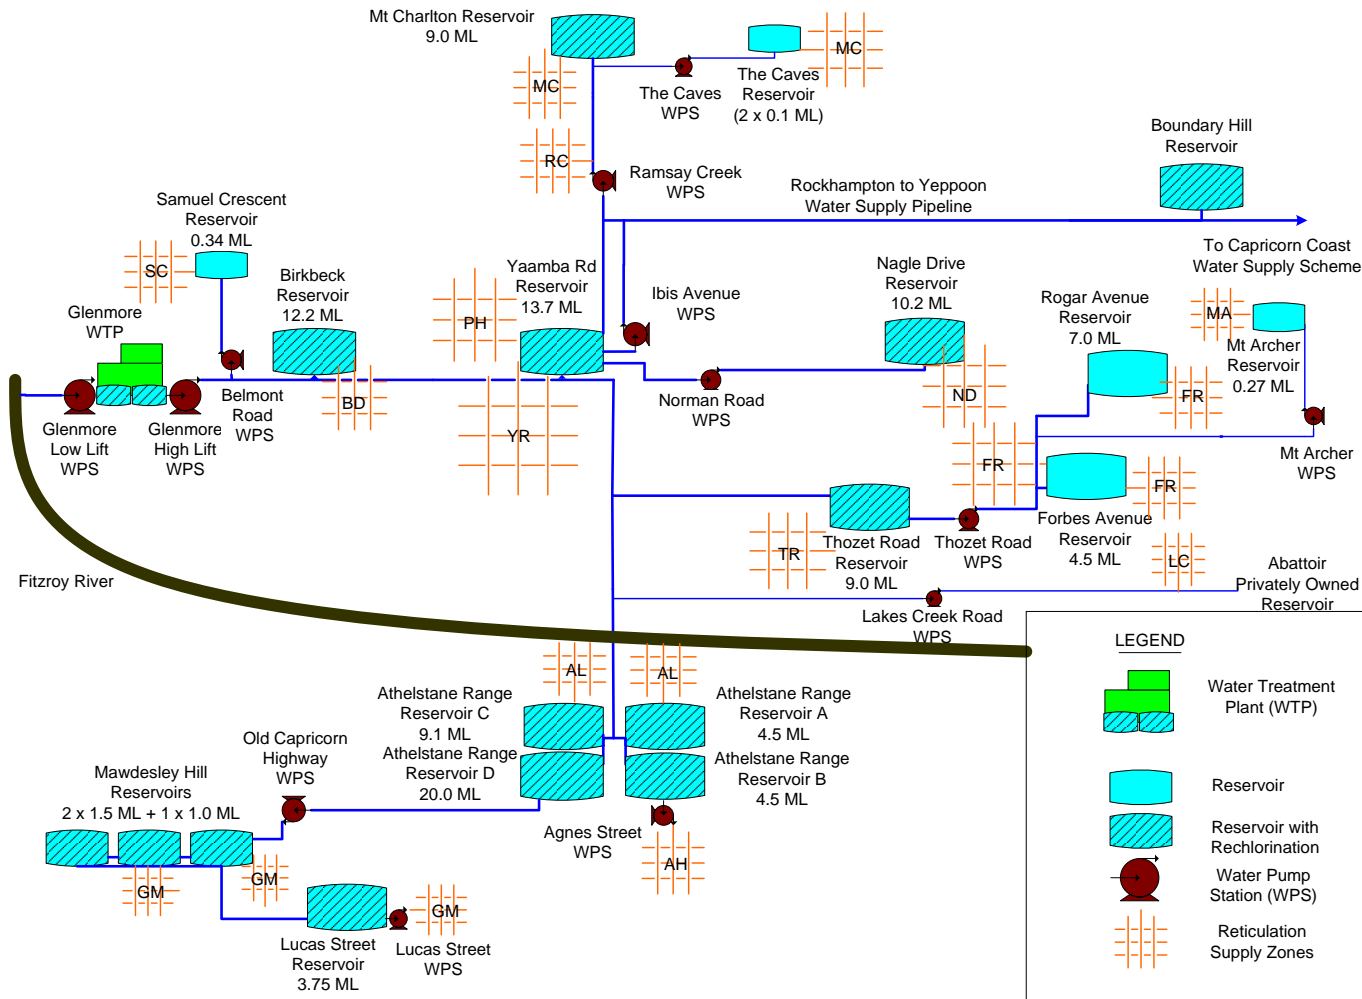 Mt Charlton Reservoir
9.0 ML
MC
The Caves
WPS
The Caves
Reservoir
(2 x 0.1 ML)
MC
RC
Ramsay Creek
WPS
Boundary Hill
Reservoir
Rockhampton to Yeppoon
Water Supply Pipeline
To Capricorn Coast
Water Supply Scheme
Samuel Crescent
Reservoir
0.34 ML
SC
Glenmore
WTP
Birkbeck
Reservoir
12.2 ML
PH
Yaamba Rd
Reservoir
13.7 ML
Ibis Avenue
WPS
Nagle Drive
Reservoir
10.2 ML
Rogar Avenue
Reservoir
7.0 ML
MA
Mt Archer
Reservoir
0.27 ML
Glenmore
Low Lift
WPS
Glenmore
High Lift
WPS
Belmont
Road
WPS
BD
YR
Norman Road
WPS
ND
FR
FR
Mt Archer
WPS
FR
Forbes Avenue
Reservoir
4.5 ML
Thozet Road
Reservoir
9.0 ML
Thozet Road
WPS
TR
LC
Abattoir
Privately Owned
Reservoir
Lakes Creek Road
WPS
Fitzroy River
AL
AL
Athelstane Range
Reservoir C
9.1 ML
Athelstane Range
Reservoir A
4.5 ML
Athelstane Range
Reservoir D
20.0 ML
Athelstane Range
Reservoir B
4.5 ML
Old Capricorn
Highway
WPS
Mawdesley Hill
Reservoirs
2 x 1.5 ML + 1 x 1.0 ML
Agnes Street
WPS
AH
GM
GM
GM
Lucas Street
Reservoir
3.75 ML
Lucas Street
WPS
LEGEND
Water Treatment
Plant (WTP)
Reservoir
Reservoir with
Rechlorination
Water Pump
Station (WPS)
Reticulation
Supply Zones